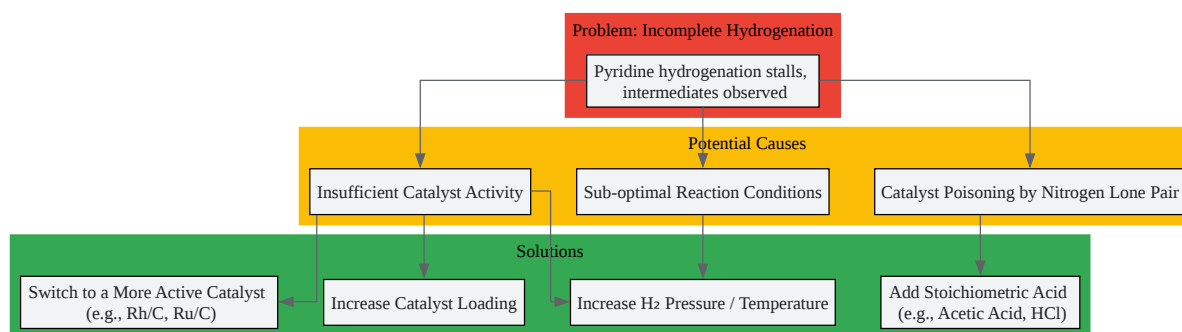 Problem: Incomplete Hydrogenation
Pyridine hydrogenation stalls,
intermediates observed
Potential Causes
Insufficient Catalyst Activity
Sub-optimal Reaction Conditions
Catalyst Poisoning by Nitrogen Lone Pair
Solutions
Switch to a More Active Catalyst
(e.g., Rh/C, Ru/C)
Increase Catalyst Loading
Increase H₂ Pressure / Temperature
Add Stoichiometric Acid
(e.g., Acetic Acid, HCl)